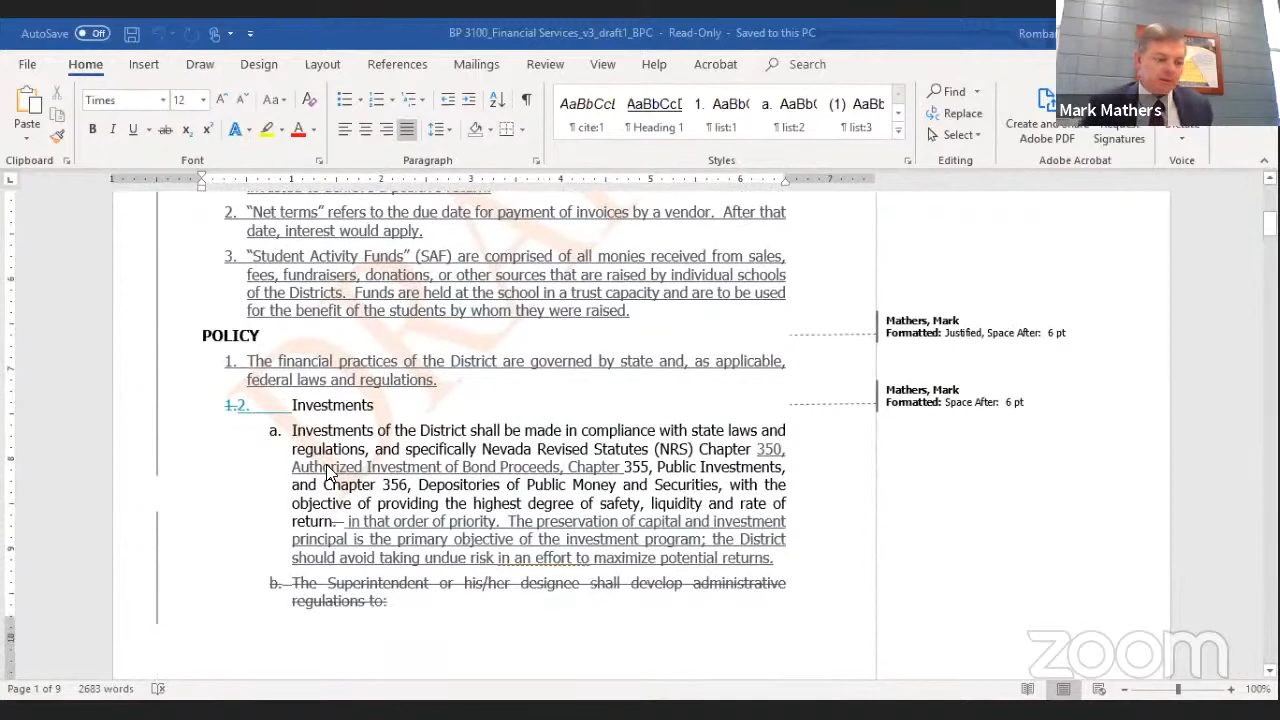 AutoSave Off
BP 3100_Financial Services_v3_draft1_BPC - Read-Only - Saved to this PC
Romba
Mark Mathers
File Home Insert Draw Design Layout References Mailings Review View Help Acrobat Search
Times 12
Paste
AaBbCcI AaBbCcD 1. AaBb( a. AaBb( (1) AaBb(
¶ cite:1 ¶ Heading 1 ¶ list:1 ¶ list:2 ¶ list:3
Find
Replace
Select
Create and Share
Adobe PDF
Request
Signatures
Dictate
Clipboard Font Paragraph Styles Editing Adobe Acrobat Voice
invested to achieve a positive return.
2. “Net terms” refers to the due date for payment of invoices by a vendor. After that
date, interest would apply.
3. “Student Activity Funds” (SAF) are comprised of all monies received from sales,
fees, fundraisers, donations, or other sources that are raised by individual schools
of the Districts. Funds are held at the school in a trust capacity and are to be used
for the benefit of the students by whom they were raised.
POLICY
1. The financial practices of the District are governed by state and, as applicable,
federal laws and regulations.
1.2. Investments
a. Investments of the District shall be made in compliance with state laws and
regulations, and specifically Nevada Revised Statutes (NRS) Chapter 350,
Authorized Investment of Bond Proceeds, Chapter 355, Public Investments,
and Chapter 356, Depositories of Public Money and Securities, with the
objective of providing the highest degree of safety, liquidity and rate of
return. in that order of priority. The preservation of capital and investment
principal is the primary objective of the investment program; the District
should avoid taking undue risk in an effort to maximize potential returns.
b. The Superintendent or his/her designee shall develop administrative
regulations to:
Mathers, Mark
Formatted: Justified, Space After: 6 pt
Mathers, Mark
Formatted: Space After: 6 pt
DRAFT
zoom
Page 1 of 9 2683 words
100%